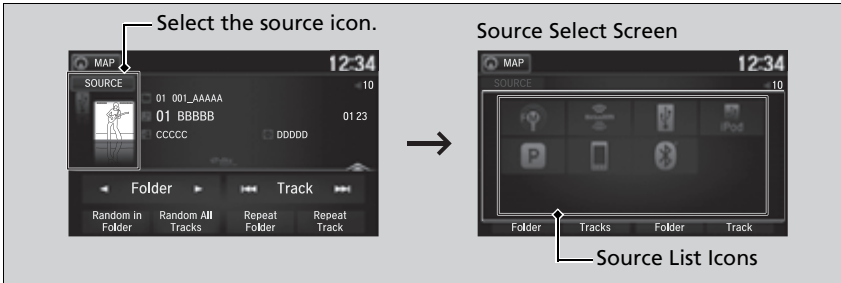 Select the source icon.
MAP
12:34
SOURCE
10
01 001_AAAAA
01 BBBBB
01 23
CCCCC
DDDDD
Folder
Track
Random in
Folder
Random All
Tracks
Repeat
Folder
Repeat
Track
Source Select Screen
MAP
12:34
SOURCE
10
iPod
P
Folder
Tracks
Folder
Track
Source List Icons